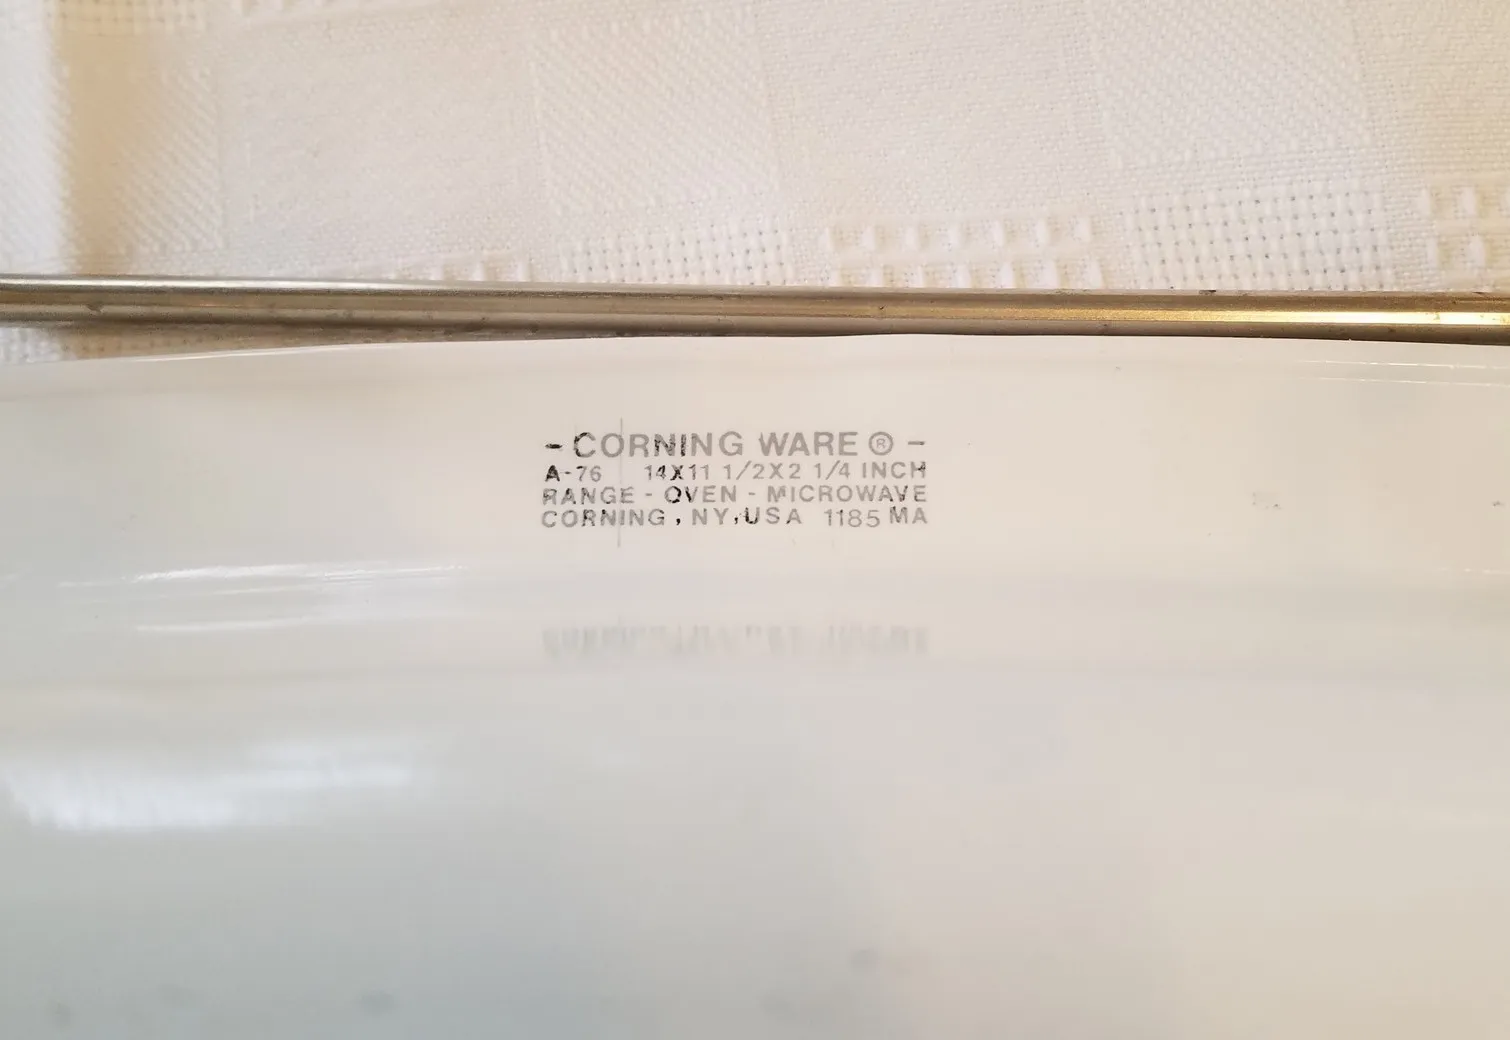 - CORNING WARE ® -
A-76 14X11 1/2X2 1/4 INCH
RANGE - OVEN - MICROWAVE
CORNING, NY, USA 1185 MA